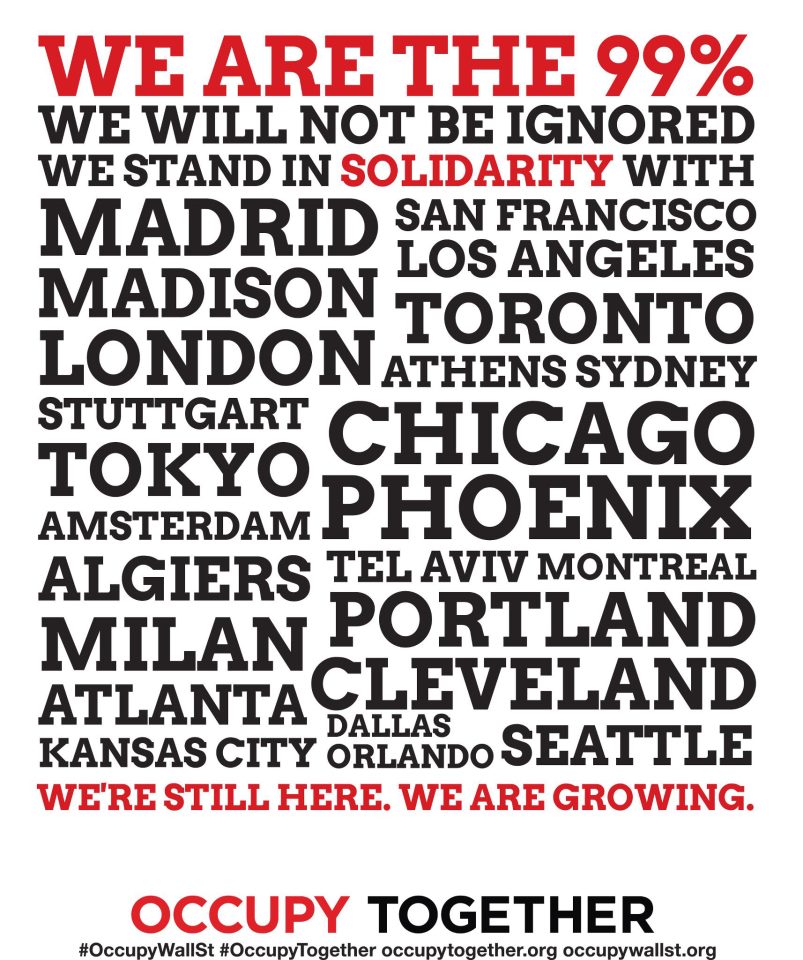 WE ARE THE 99%
WE WILL NOT BE IGNORED
WE STAND IN SOLIDARITY WITH
MADRID
MADISON
LONDON
SAN FRANCISCO
LOS ANGELES
TORONTO
ATHENS SYDNEY
STUTTGART
TOKYO
AMSTERDAM
CHICAGO
PHOENIX
ALGIERS
MILAN
ATLANTA
KANSAS CITY
TEL AVIV MONTREAL
PORTLAND
CLEVELAND
DALLAS
ORLANDO
SEATTLE
WE'RE STILL HERE. WE ARE GROWING.
OCCUPY TOGETHER
#OccupyWallSt #OccupyTogether occupytogether.org occupywallst.org